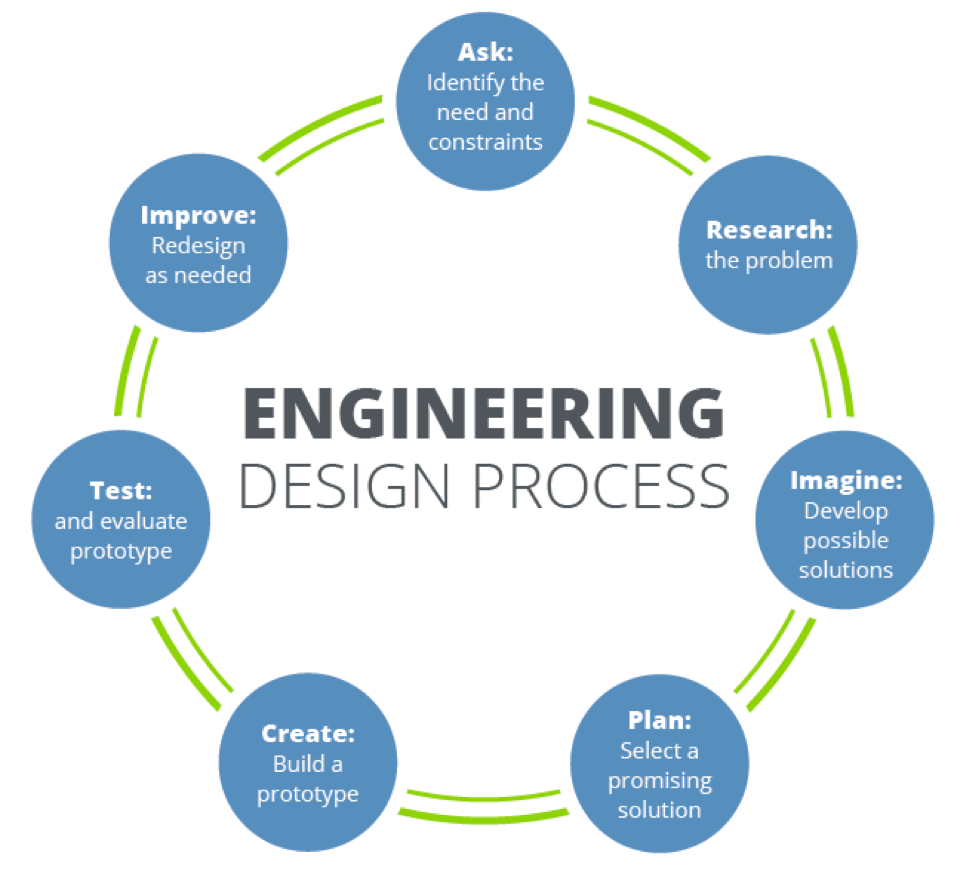 ENGINEERING
DESIGN PROCESS
Ask:
Identify the
need and
constraints
Research:
the problem
Imagine:
Develop
possible
solutions
Plan:
Select a
promising
solution
Create:
Build a
prototype
Test:
and evaluate
prototype
Improve:
Redesign
as needed